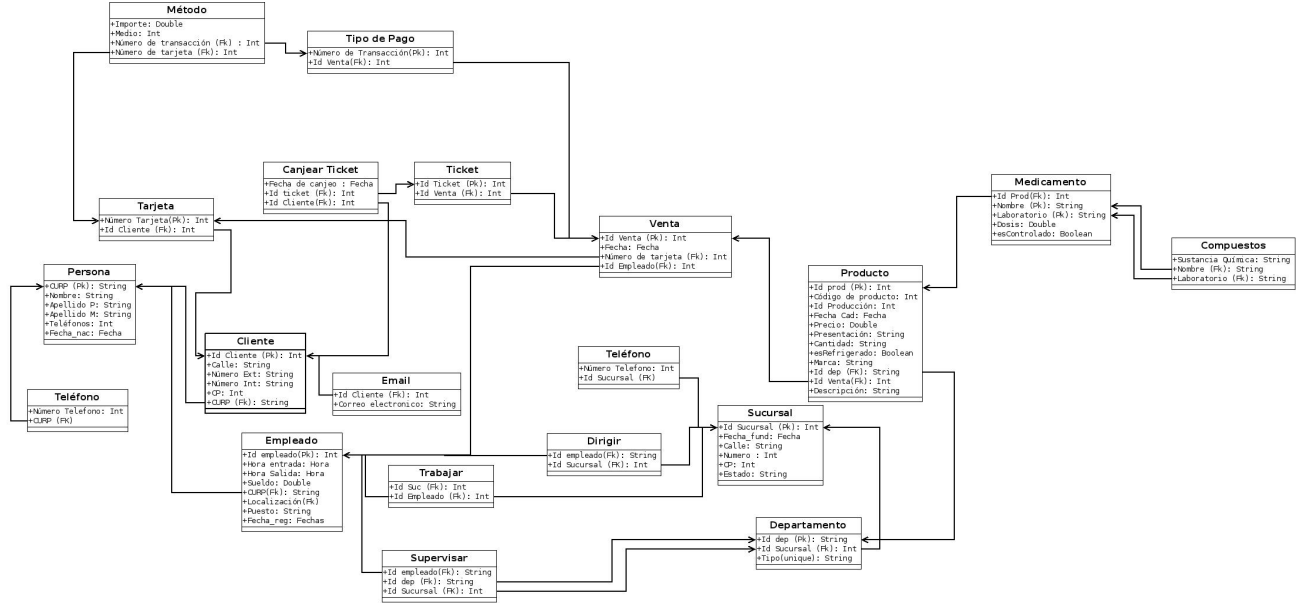 Método
+Importe: Double
+Medio: Int
+Número de transacción (Fk) : Int
+Número de tarjeta (Fk): Int
Tipo de Pago
+Número de Transacción(Pk): Int
+Id Venta(Fk): Int
Canjear Ticket
+Fecha de canjeo : Fecha
+Id ticket (Fk): Int
+Id Cliente(Fk): Int
Ticket
+Id Ticket (Pk): Int
+Id Venta (Fk): Int
Tarjeta
+Número Tarjeta(Pk): Int
+Id Cliente (Fk): Int
Venta
+Id Venta (Pk): Int
+Fecha: Fecha
+Número de tarjeta (Fk): Int
+Id Empleado(Fk): Int
Medicamento
+Id Prod(Fk): Int
+Nombre (Pk): String
+Laboratorio (Pk): String
+Dosis: Double
+esControlado: Boolean
Compuestos
+Sustancia Química: String
+Nombre (Fk): String
+Laboratorio (Fk): String
Persona
+CURP (Pk): String
+Nombre: String
+Apellido P: String
+Apellido M: String
+Teléfonos: Int
+Fecha_nac: Fecha
Producto
+Id prod (Pk): Int
+Código de producto: Int
+Id Producción: Int
+Fecha Cad: Fecha
+Precio: Double
+Presentación: String
+Cantidad: String
+esRefrigerado: Boolean
+Marca: String
+Id dep (FK): String
+Id Venta(Fk): Int
+Descripción: String
Cliente
+Id Cliente (Pk): Int
+Calle: String
+Número Ext: String
+Número Int: String
+CP: Int
+CURP (Fk): String
Email
+Id Cliente (Fk): Int
+Correo electronico: String
Teléfono
+Número Telefono: Int
+Id Sucursal (FK)
Teléfono
+Número Telefono: Int
+CURP (FK)
Sucursal
+Id Sucursal (Pk): Int
+Fecha_fund: Fecha
+Calle: String
+Numero : Int
+CP: Int
+Estado: String
Empleado
+Id empleado(Pk): Int
+Hora entrada: Hora
+Hora Salida: Hora
+Sueldo: Double
+CURP(Fk): String
+Localización(Fk)
+Puesto: String
+Fecha_reg: Fechas
Dirigir
+Id empleado(Fk): String
+Id Sucursal (FK): Int
Trabajar
+Id Suc (Fk): Int
+Id Empleado (Fk): Int
Departamento
+Id dep (Pk): String
+Id Sucursal (Fk): Int
+Tipo(unique): String
Supervisar
+Id empleado(Fk): String
+Id dep (Fk): String
+Id Sucursal (FK): Int